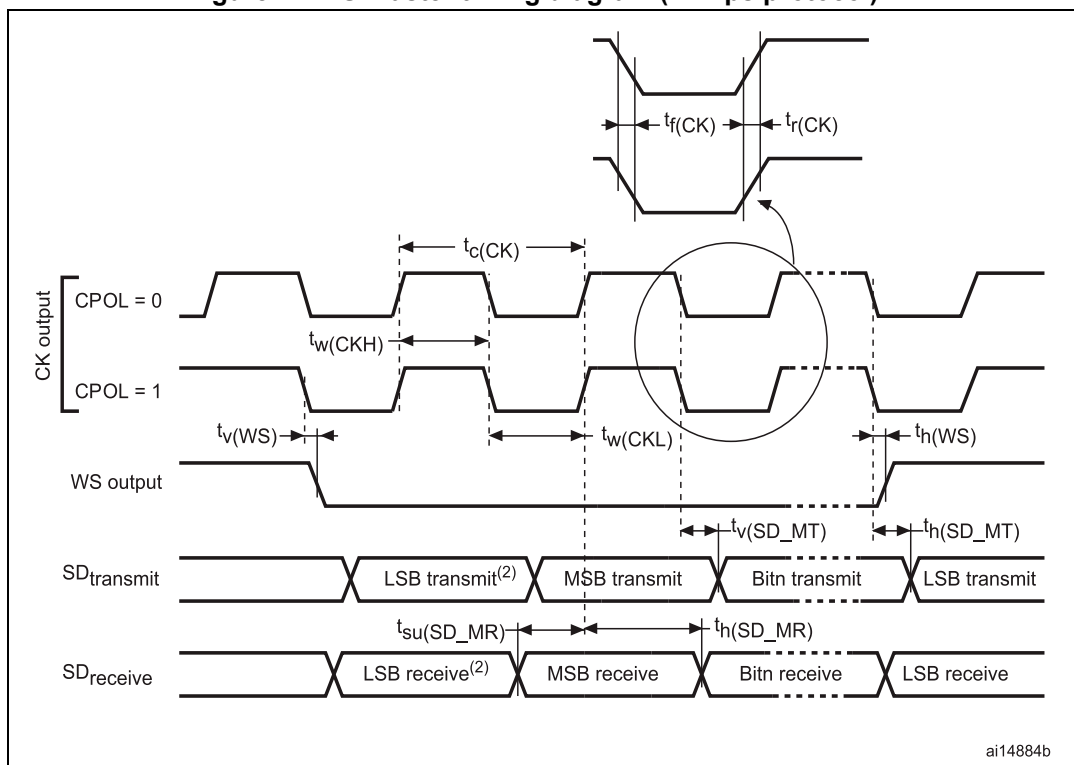 tf(CK)
tr(CK)
tc(CK)
CK output
CPOL = 0
tw(CKH)
CPOL = 1
tv(WS)
tw(CKL)
th(WS)
WS output
tv(SD_MT)
th(SD_MT)
SDtransmit
LSB transmit(2)
MSB transmit
Bitn transmit
LSB transmit
tsu(SD_MR)
th(SD_MR)
SDreceive
LSB receive(2)
MSB receive
Bitn receive
LSB receive
ai14884b